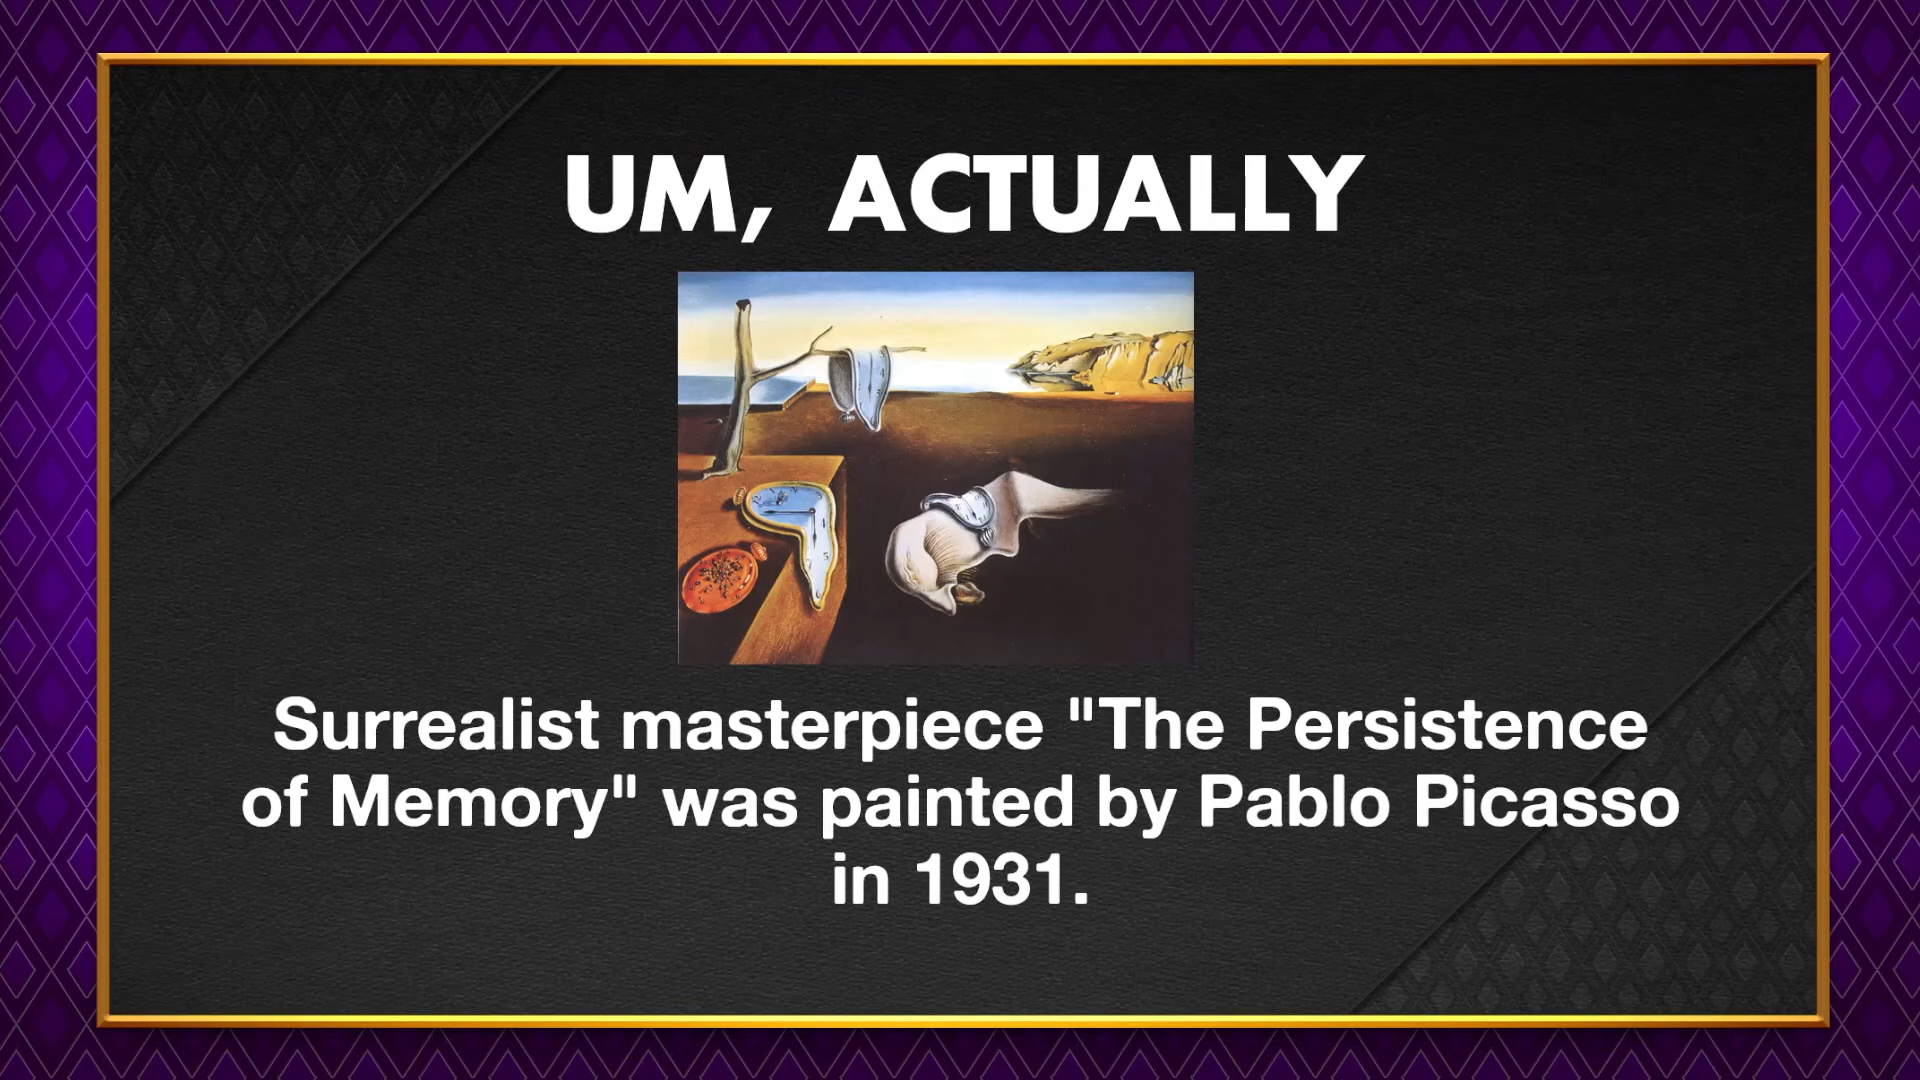 UM, ACTUALLY
Surrealist masterpiece "The Persistence
of Memory" was painted by Pablo Picasso
in 1931.